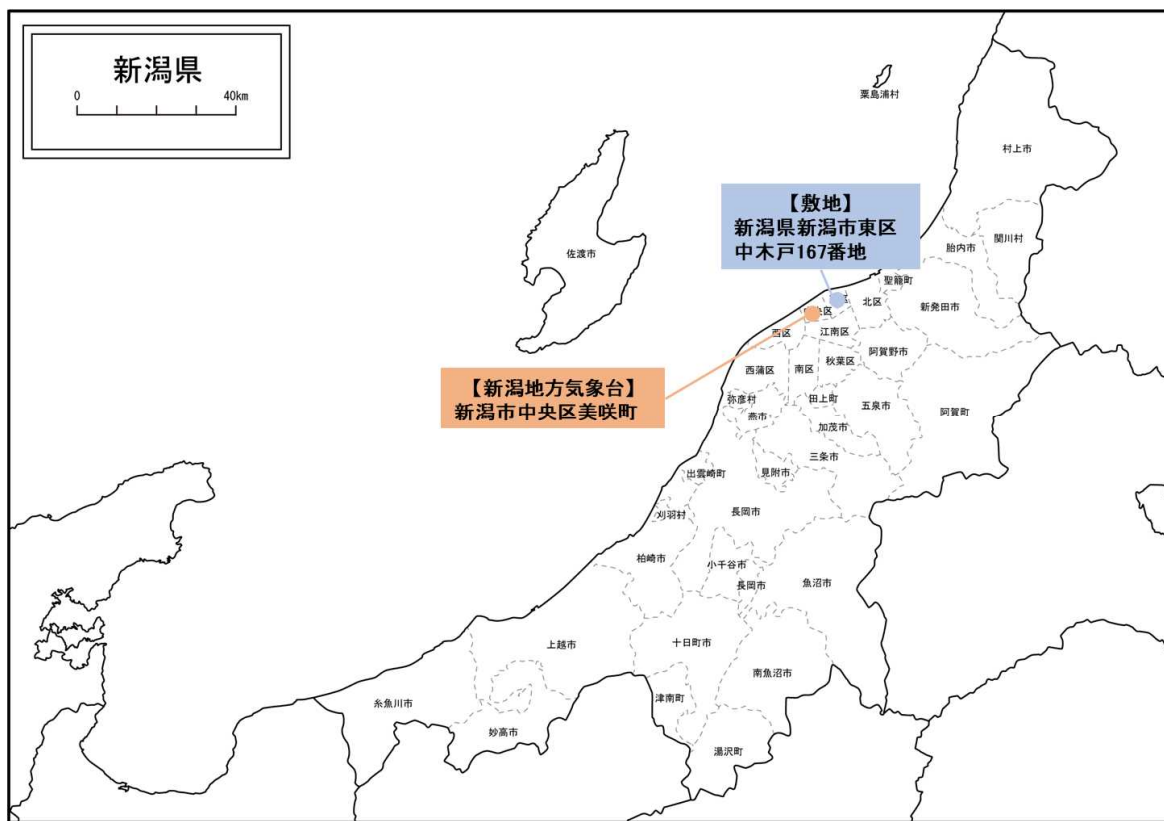 新潟県
0 40km
粟島浦村
村上市
【敷地】
新潟県新潟市東区
中木戸167番地
関川村
胎内市
佐渡市
聖籠町
北区
新発田市
央区
江南区
西区
阿賀野市
秋葉区
西蒲区
南区
【新潟地方気象台】
新潟市中央区美咲町
弥彦村
田上町
五泉市
阿賀町
燕市
加茂市
三条市
出雲崎町
見附市
長岡市
刈羽村
柏崎市
小千谷市
長岡市
魚沼市
上越市
十日町市
南魚沼市
糸魚川市
津南町
妙高市
湯沢町